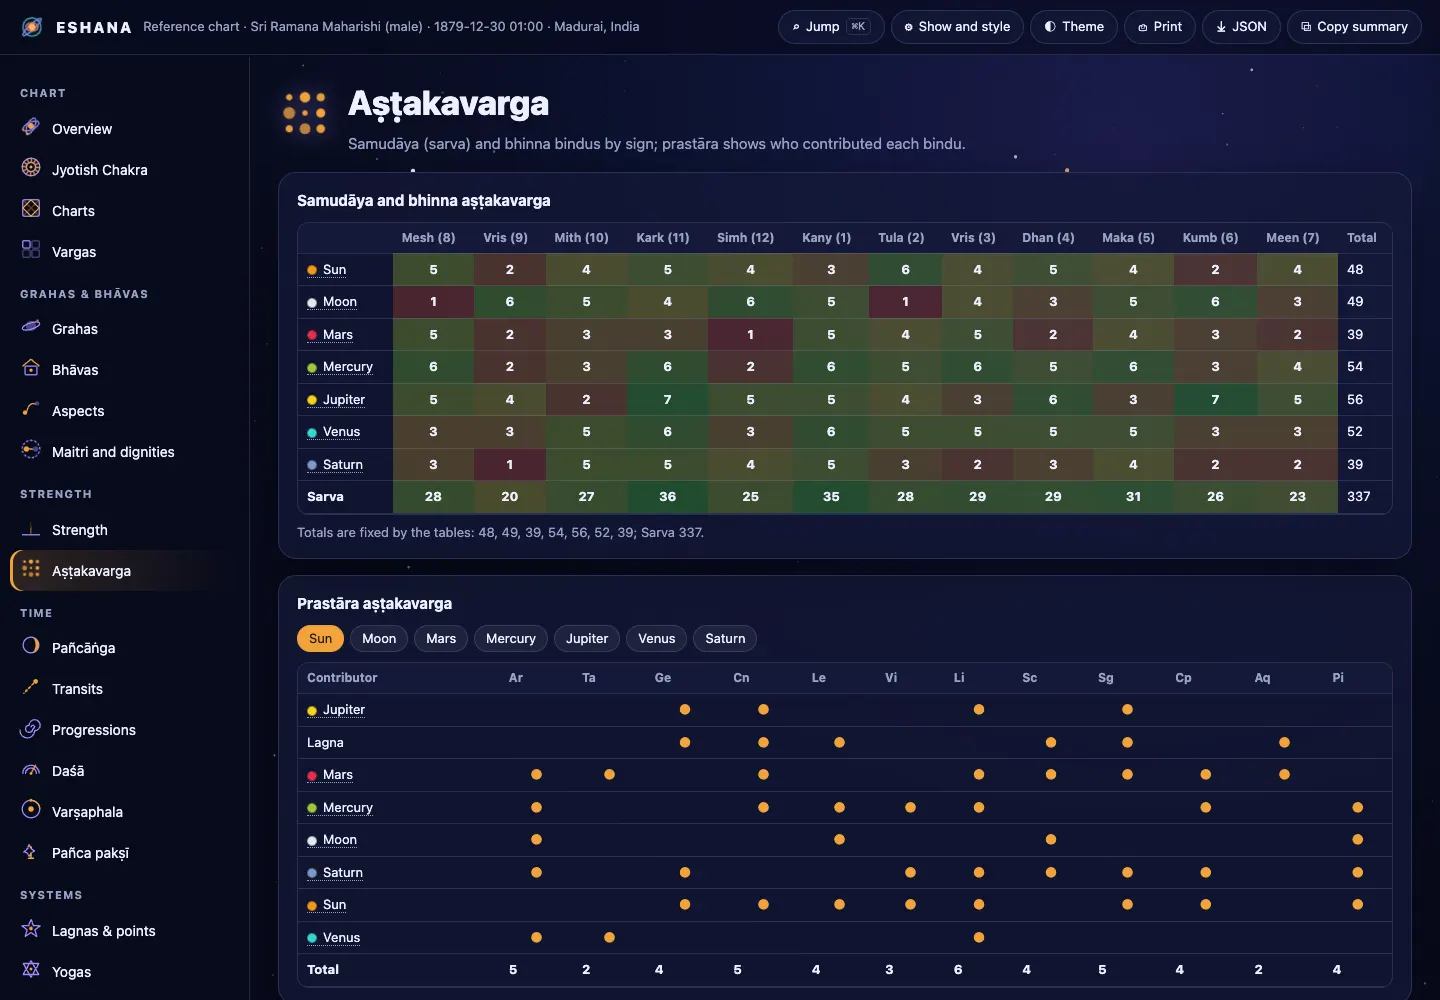 ESHANA Reference chart · Sri Ramana Maharishi (male) · 1879-12-30 01:00 · Madurai, India
Jump ⌘K Show and style Theme Print JSON Copy summary
CHART
Overview
Jyotish Chakra
Charts
Vargas
GRAHAS & BHĀVAS
Grahas
Bhāvas
Aspects
Maitri and dignities
STRENGTH
Strength
Aṣṭakavarga
TIME
Pañcāṅga
Transits
Progressions
Daśā
Varṣaphala
Pañca pakṣī
SYSTEMS
Lagnas & points
Yogas
Aṣṭakavarga
Samudāya (sarva) and bhinna bindus by sign; prastāra shows who contributed each bindu.
Samudāya and bhinna aṣṭakavarga
Mesh (8) Vris (9) Mith (10) Kark (11) Simh (12) Kany (1) Tula (2) Vris (3) Dhan (4) Maka (5) Kumb (6) Meen (7) Total
Sun 5 2 4 5 4 3 6 4 5 4 2 4 48
Moon 1 6 5 4 6 5 1 4 3 5 6 3 49
Mars 5 2 3 3 1 5 4 5 2 4 3 2 39
Mercury 6 2 3 6 2 6 5 6 5 6 3 4 54
Jupiter 5 4 2 7 5 5 4 3 6 3 7 5 56
Venus 3 3 5 6 3 6 5 5 5 5 3 3 52
Saturn 3 1 5 5 4 5 3 2 3 4 2 2 39
Sarva 28 20 27 36 25 35 28 29 29 31 26 23 337
Totals are fixed by the tables: 48, 49, 39, 54, 56, 52, 39; Sarva 337.
Prastāra aṣṭakavarga
Sun Moon Mars Mercury Jupiter Venus Saturn
Contributor Ar Ta Ge Cn Le Vi Li Sc Sg Cp Aq Pi
Jupiter
Lagna
Mars
Mercury
Moon
Saturn
Sun
Venus
Total 5 2 4 5 4 3 6 4 5 4 2 4